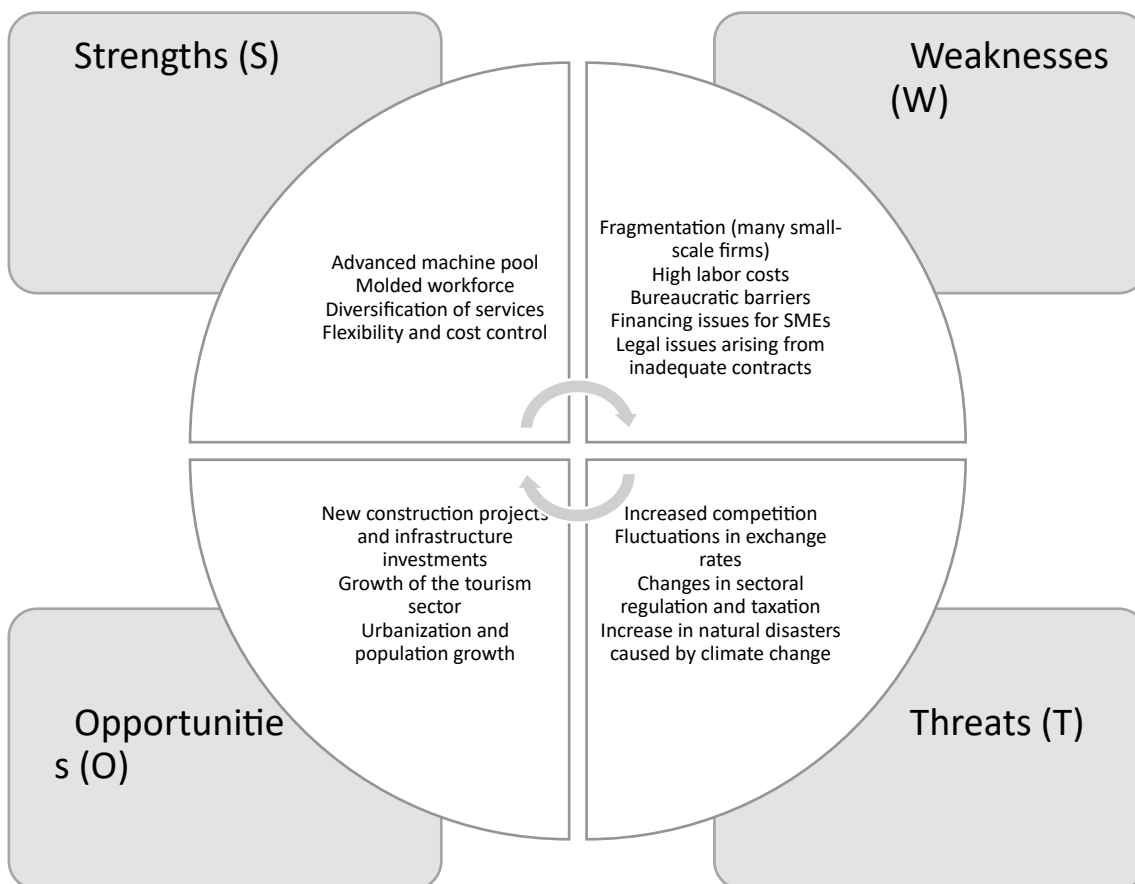 Strengths (S)
Weaknesses
(W)
Advanced machine pool
Molded workforce
Diversification of services
Flexibility and cost control
Fragmentation (many small-
scale firms)
High labor costs
Bureaucratic barriers
Financing issues for SMEs
Legal issues arising from
inadequate contracts
New construction projects
and infrastructure
investments
Growth of the tourism
sector
Urbanization and
population growth
Increased competition
Fluctuations in exchange
rates
Changes in sectoral
regulation and taxation
Increase in natural disasters
caused by climate change
Opportunitie
s (O)
Threats (T)